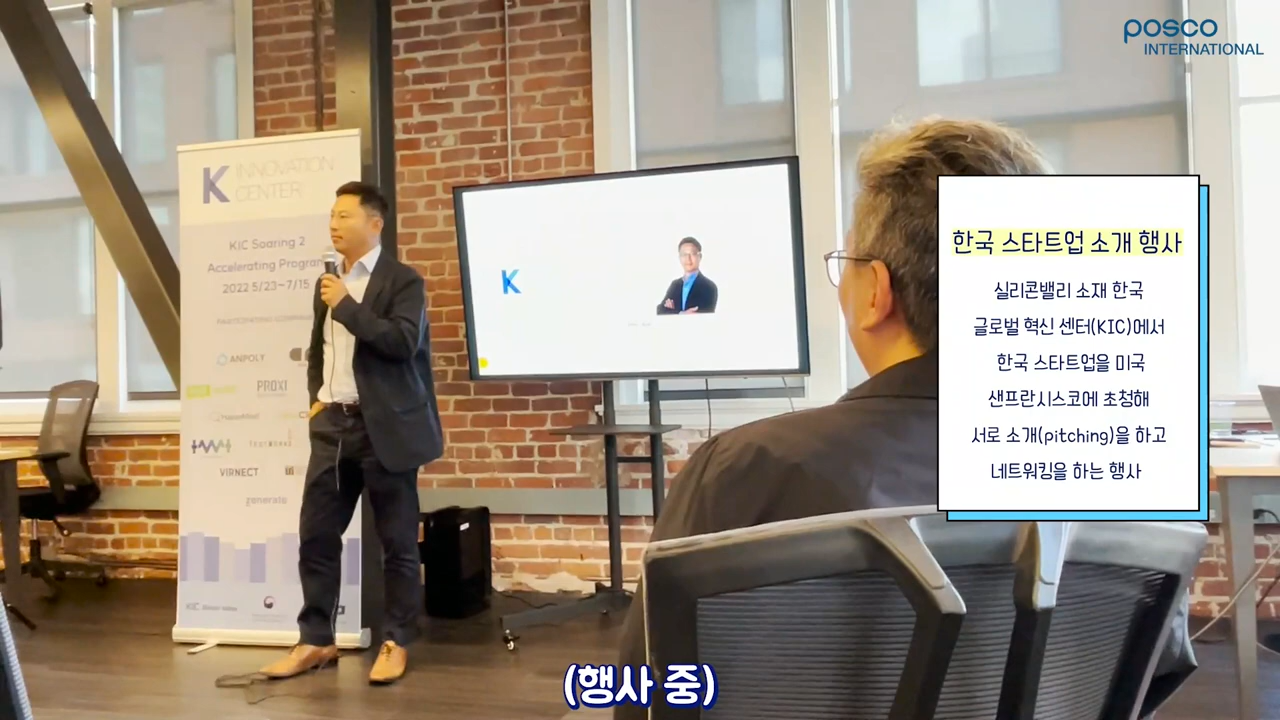 posco
INTERNATIONAL
K INNOVATION
CENTER
KIC Soaring 2
Accelerating Program
2022 5/23~7/15
ANPOLY
PROXI
VIRNECT
zenerate
K
한국 스타트업 소개 행사
실리콘밸리 소재 한국
글로벌 혁신 센터(KIC)에서
한국 스타트업을 미국
샌프란시스코에 초청해
서로 소개(pitching)을 하고
네트워킹을 하는 행사
(행사 중)